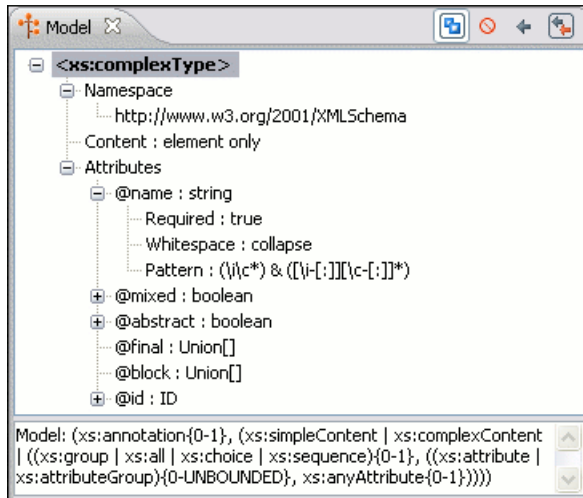 Model
<xs:complexType>
Namespace
http://www.w3.org/2001/XMLSchema
Content : element only
Attributes
@name : string
Required : true
Whitespace : collapse
Pattern : (\i\c*) & ([\i-[:]][\c-[:]]*)
@mixed : boolean
@abstract : boolean
@final : Union[]
@block : Union[]
@id : ID
Model: (xs:annotation{0-1}, (xs:simpleContent | xs:complexContent
| ((xs:group | xs:all | xs:choice | xs:sequence){0-1}, ((xs:attribute |
xs:attributeGroup){0-UNBOUNDED}, xs:anyAttribute{0-1}))))